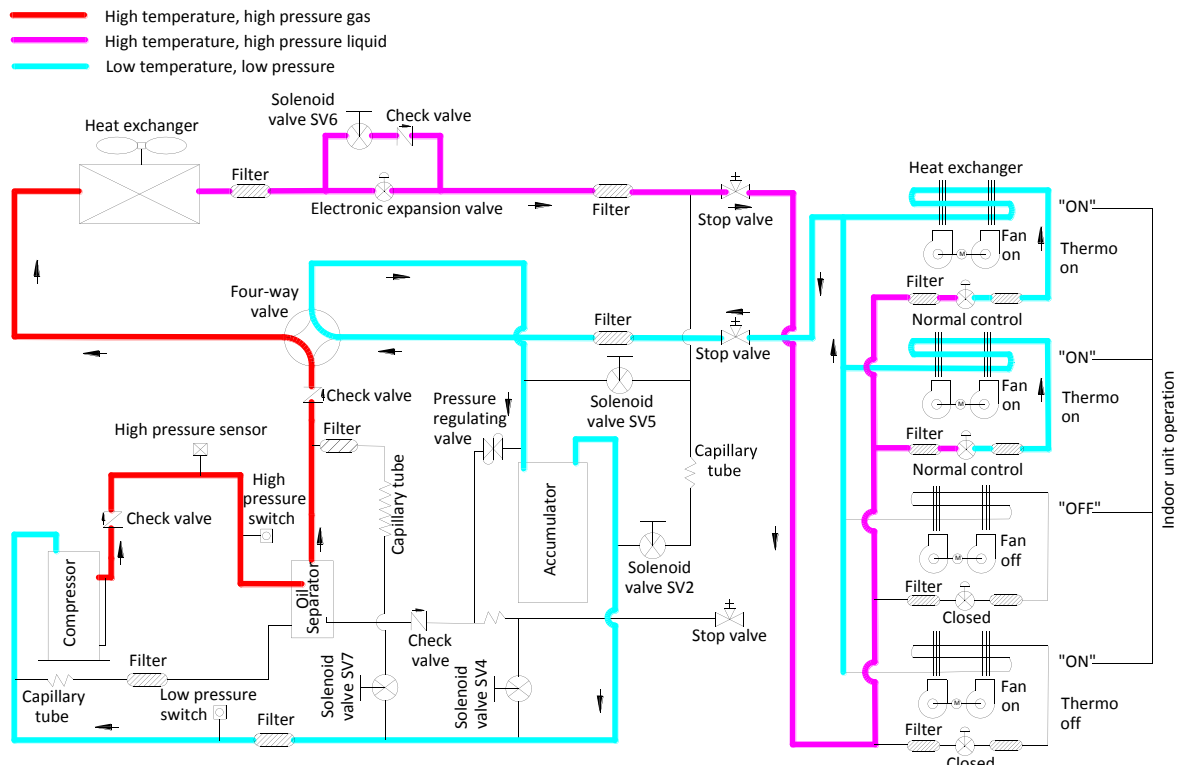 High temperature, high pressure gas
High temperature, high pressure liquid
Low temperature, low pressure
Solenoid
valve SV6
Check valve
Heat exchanger
Filter
Electronic expansion valve
Filter
Stop valve
Heat exchanger
"ON"
Fan
on
Thermo
on
Filter
Normal control
Four-way
valve
Filter
Stop valve
"ON"
Fan
on
Thermo
on
Filter
Normal control
Check valve
Solenoid
valve SV5
Pressure
regulating
valve
High pressure sensor
Filter
Capillary
tube
High
pressure
switch
Check valve
Capillary tube
Accumulator
"OFF"
Fan
off
Filter
Closed
Indoor unit operation
Compressor
Oil
Separator
Solenoid
valve SV2
Check
valve
Stop valve
Filter
Capillary
tube
Low pressure
switch
Filter
Solenoid
valve SV7
Solenoid
valve SV4
"ON"
Fan
on
Thermo
off
Filter
Closed
M
M
M
M